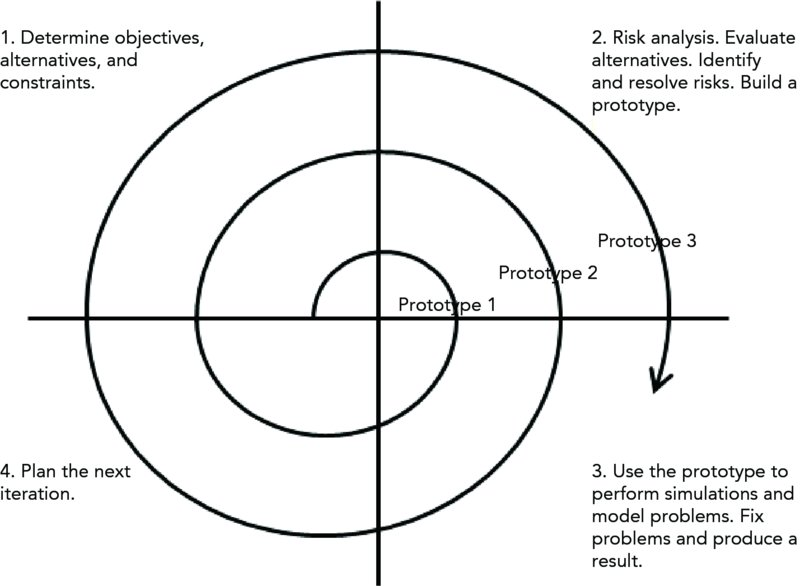 1. Determine objectives,
alternatives, and
constraints.
2. Risk analysis. Evaluate
alternatives. Identify
and resolve risks. Build a
prototype.
Prototype 3
Prototype 2
Prototype 1
4. Plan the next
iteration.
3. Use the prototype to
perform simulations and
model problems. Fix
problems and produce a
result.